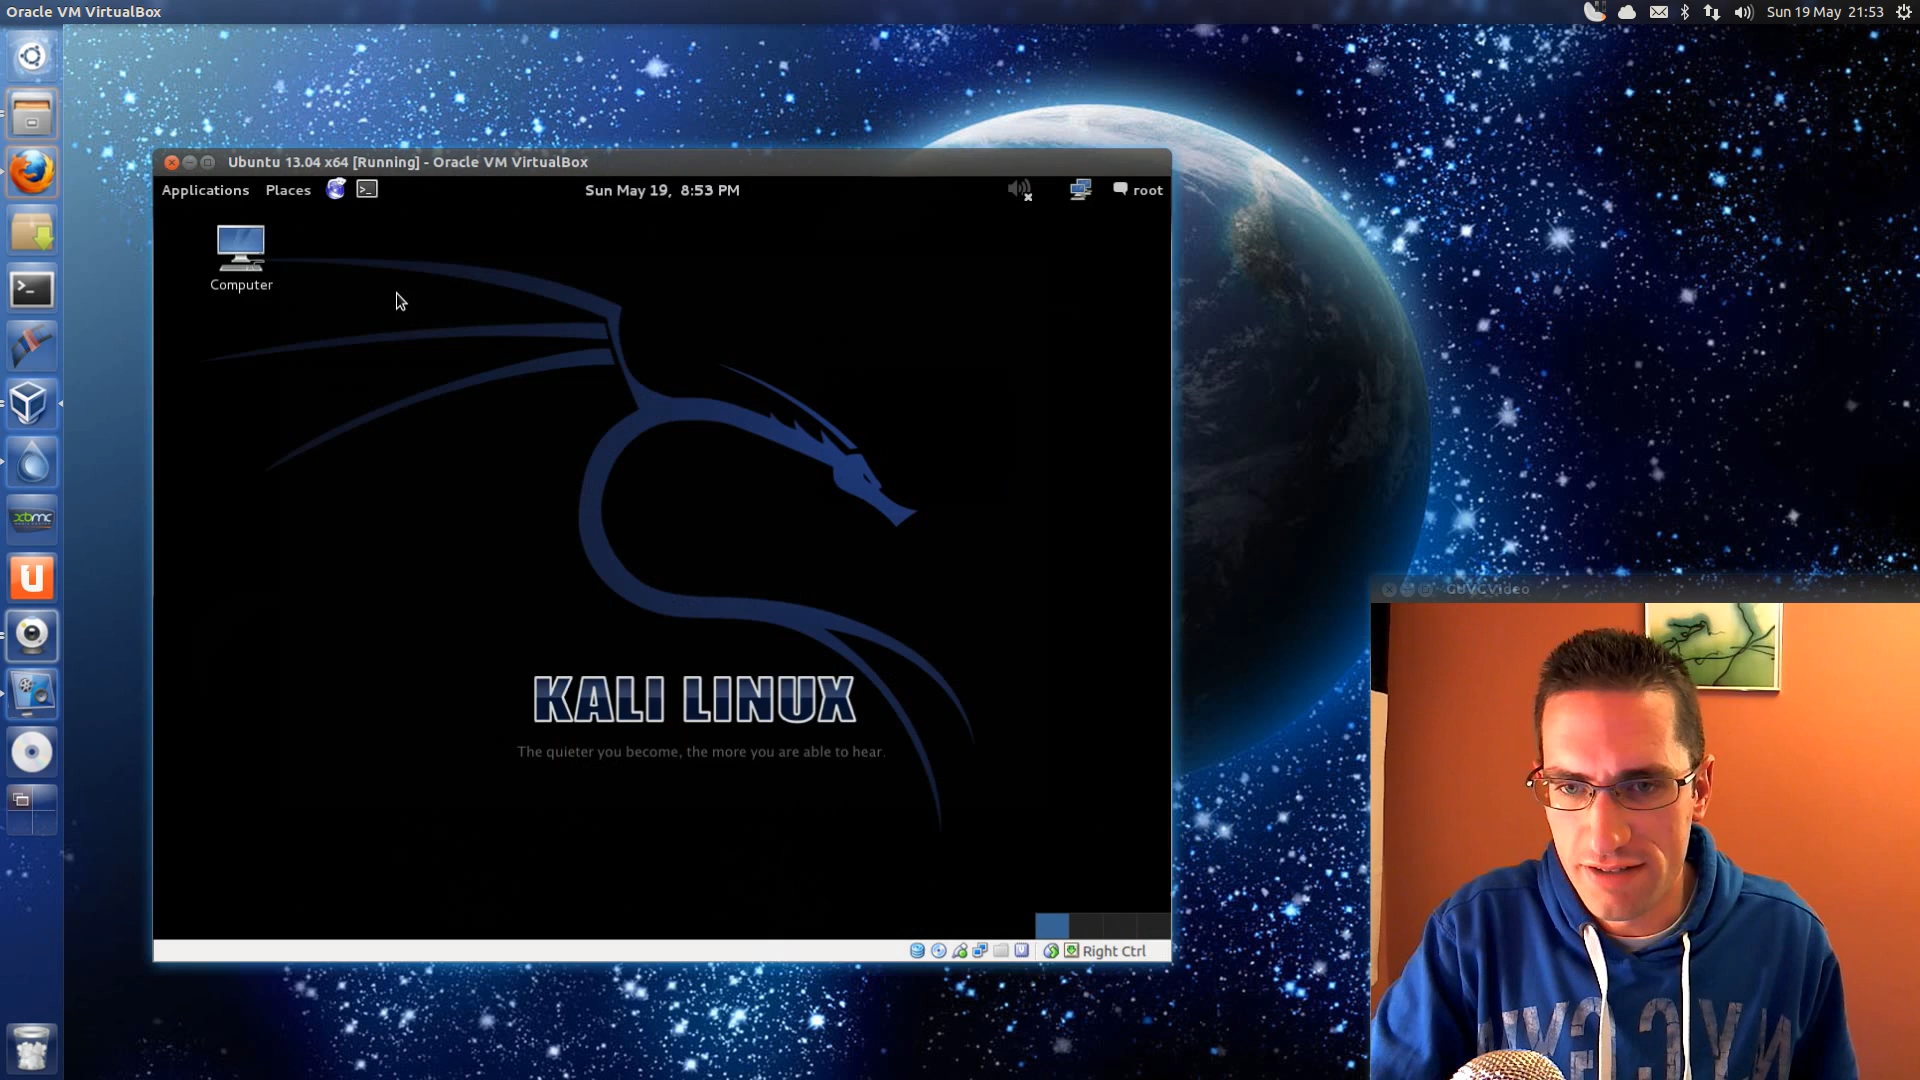 Oracle VM VirtualBox
Sun 19 May 21:53
Ubuntu 13.04 x64 [Running] - Oracle VM VirtualBox
Applications Places Sun May 19, 8:53 PM root
Computer
KALI LINUX
The quieter you become, the more you are able to hear.
Right Ctrl
GUVCVideo
xbmc